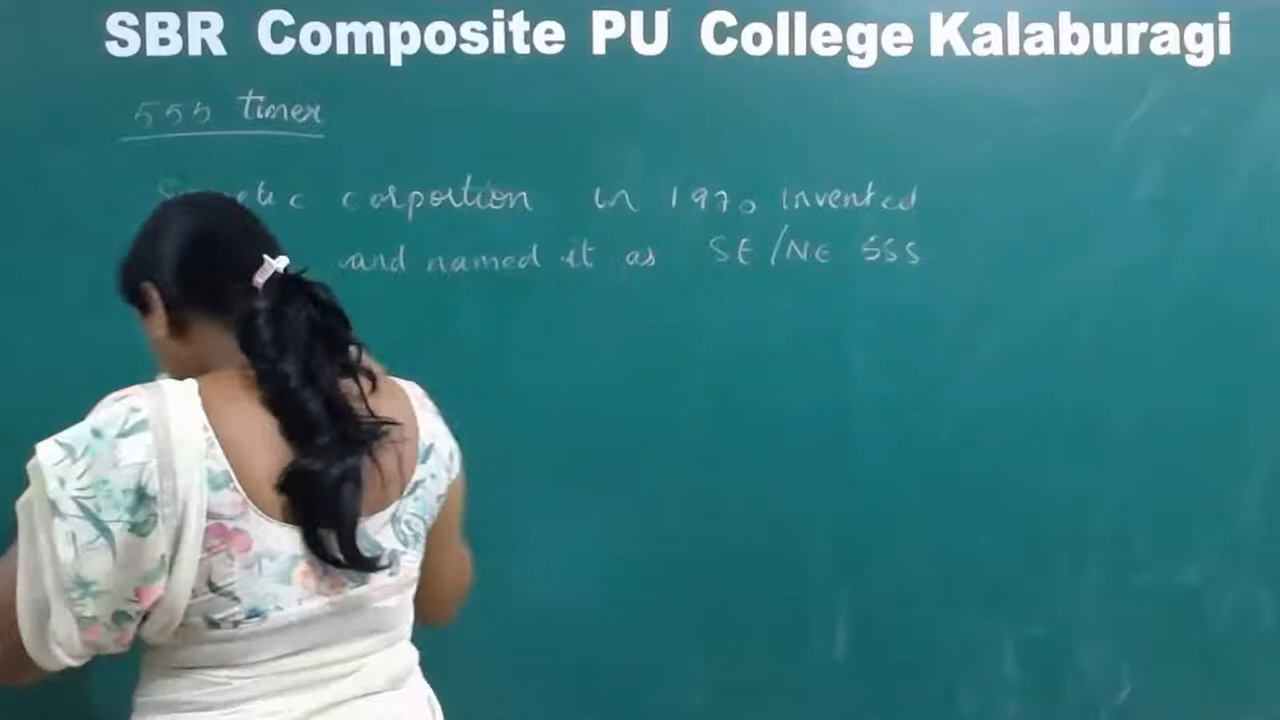 SBR Composite PU College Kalaburagi
555 timer
corportion in 1970 invented
and named it as SE/NE 555